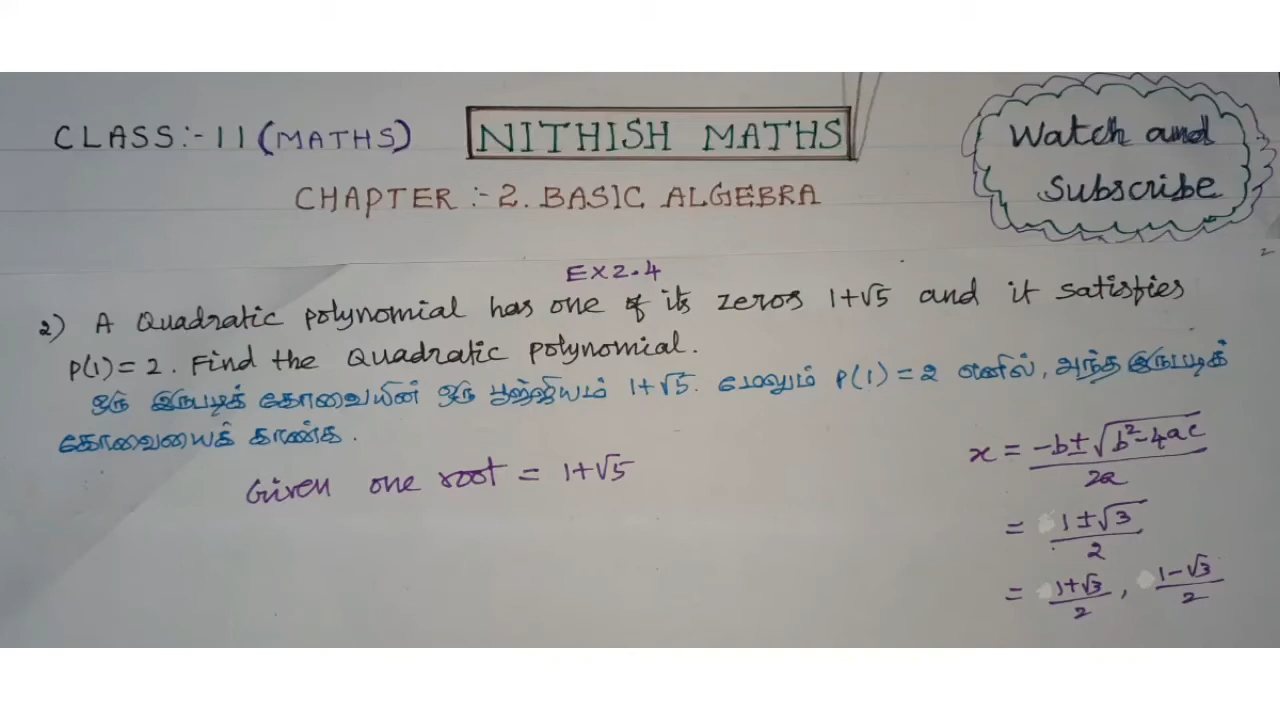 CLASS:-11 (MATHS)
NITHISH MATHS
Watch and
Subscribe
CHAPTER :- 2. BASIC ALGEBRA
EX2.4
2) A Quadratic polynomial has one of its zeros 1+√5 and it satisfies
P(1) = 2. Find the Quadratic polynomial.
ஒரு இருபடிக் கோவையின் ஒரு பூஜ்ஜியம் 1+√5. மேலும் P(1) = 2 எனில், அந்த இருபடிக்
கோவையைக் காண்க.
Given one root = 1+√5
x = -b±√b²-4ac / 2a
= 1±√3 / 2
= 1+√3 / 2, 1-√3 / 2